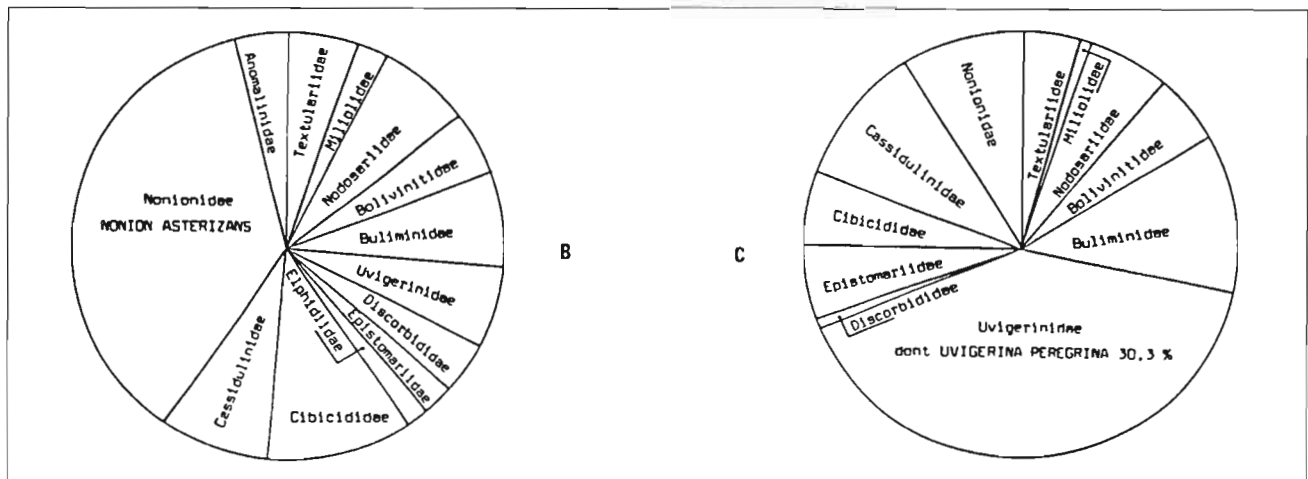 Anomalinidae
Textulariidae
Miliolidae
Nodosariidae
Bolivinitidae
Buliminidae
Uvigerinidae
Discorbididae
Epistomariidae
Elphidiidae
Cibicididae
Cassidulinidae
Nonionidae
NONION ASTERIZANS
B
C
Nonionidae
Textulariidae
Miliolidae
Nodosariidae
Bolivinitidae
Buliminidae
Uvigerinidae
dont UVIGERINA PEREGRINA 30,3 %
Discorbididae
Epistomariidae
Cibicididae
Cassidulinidae